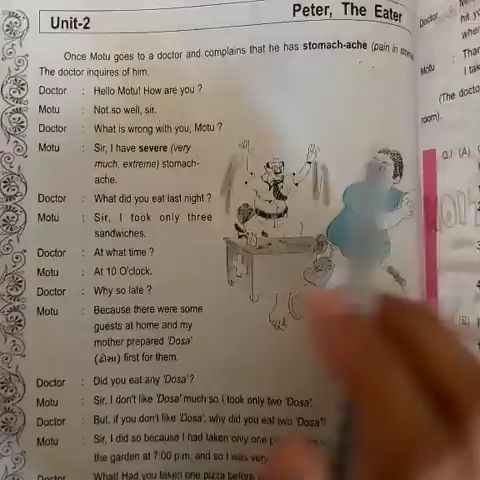 Unit-2
Peter, The Eater
Once Motu goes to a doctor and complains that he has stomach-ache (pain in
The doctor inquires of him.
Doctor : Hello Motu! How are you ?
Motu : Not so well, sir.
Doctor : What is wrong with you, Motu ?
Motu : Sir, I have severe (very
much, extreme) stomach-
ache.
Doctor : What did you eat last night ?
Motu : Sir, I took only three
sandwiches.
Doctor : At what time ?
Motu : At 10 O'clock.
Doctor : Why so late ?
Motu : Because there were some
guests at home and my
mother prepared 'Dosa'
(ઢોસા) first for them.
Doctor : Did you eat any 'Dosa'?
Motu : Sir, I don't like 'Dosa' much so i took only two 'Dosa'.
Doctor : But, if you don't like 'Dosa', why did you eat two 'Dosa'?
Motu : Sir, I did so because I had taken only one
the garden at 7:00 p.m. and so I was very
Doctor : What! Had you taken one pizza before
Doctor
hit yo
when
Motu : Than
I tak
(The docto
room).
Q.1 (A)
(B)